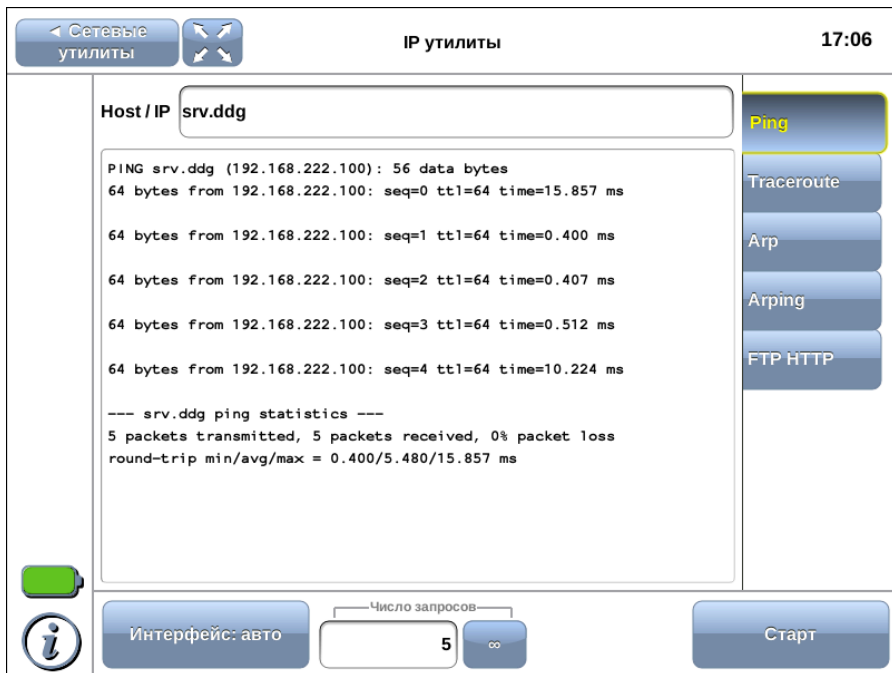 ◄ Сетевые
утилиты
IP утилиты
17:06
Host / IP
srv.ddg
PING srv.ddg (192.168.222.100): 56 data bytes
64 bytes from 192.168.222.100: seq=0 ttl=64 time=15.857 ms
64 bytes from 192.168.222.100: seq=1 ttl=64 time=0.400 ms
64 bytes from 192.168.222.100: seq=2 ttl=64 time=0.407 ms
64 bytes from 192.168.222.100: seq=3 ttl=64 time=0.512 ms
64 bytes from 192.168.222.100: seq=4 ttl=64 time=10.224 ms
--- srv.ddg ping statistics ---
5 packets transmitted, 5 packets received, 0% packet loss
round-trip min/avg/max = 0.400/5.480/15.857 ms
Ping
Traceroute
Arp
Arping
FTP HTTP
i
Интерфейс: авто
Число запросов
5
∞
Старт